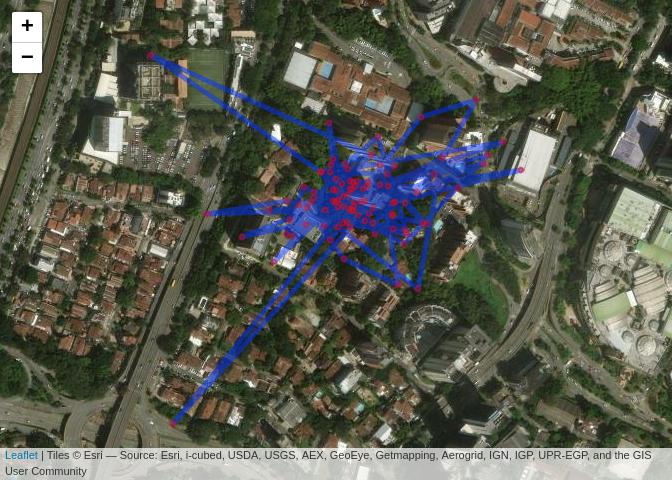 +
−
Leaflet | Tiles © Esri — Source: Esri, i-cubed, USDA, USGS, AEX, GeoEye, Getmapping, Aerogrid, IGN, IGP, UPR-EGP, and the GIS
User Community